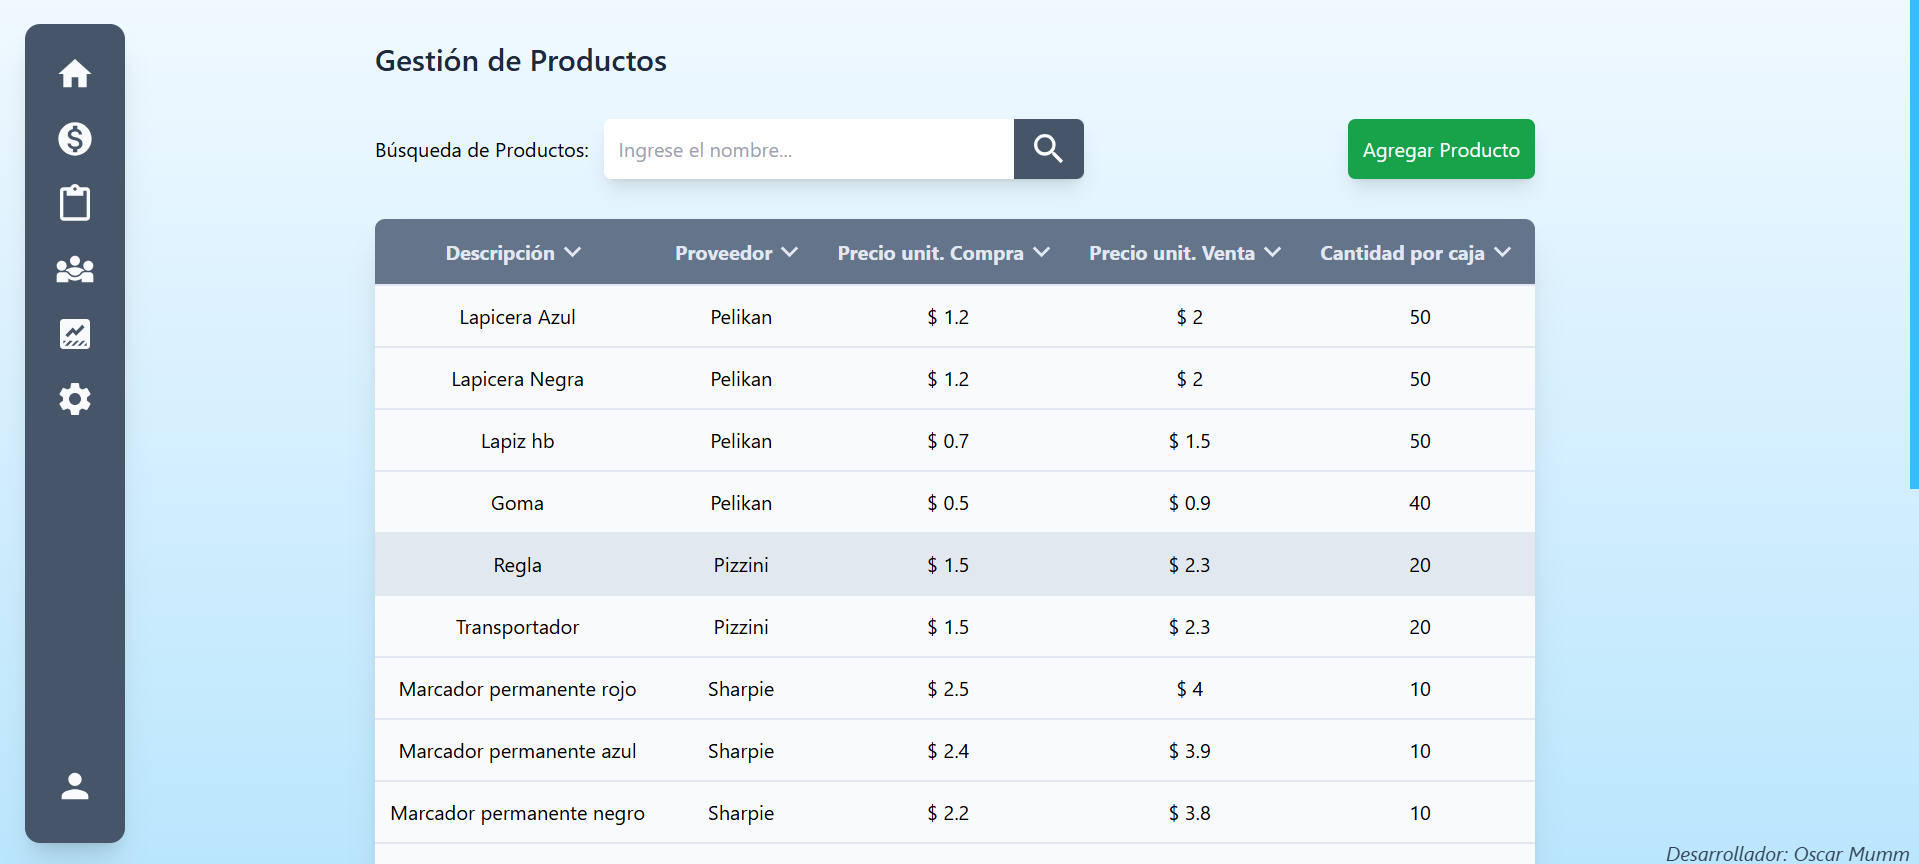 Gestión de Productos
Búsqueda de Productos: Ingrese el nombre... Agregar Producto
Descripción Proveedor Precio unit. Compra Precio unit. Venta Cantidad por caja
Lapicera Azul Pelikan $ 1.2 $ 2 50
Lapicera Negra Pelikan $ 1.2 $ 2 50
Lapiz hb Pelikan $ 0.7 $ 1.5 50
Goma Pelikan $ 0.5 $ 0.9 40
Regla Pizzini $ 1.5 $ 2.3 20
Transportador Pizzini $ 1.5 $ 2.3 20
Marcador permanente rojo Sharpie $ 2.5 $ 4 10
Marcador permanente azul Sharpie $ 2.4 $ 3.9 10
Marcador permanente negro Sharpie $ 2.2 $ 3.8 10
Desarrollador: Oscar Mumm